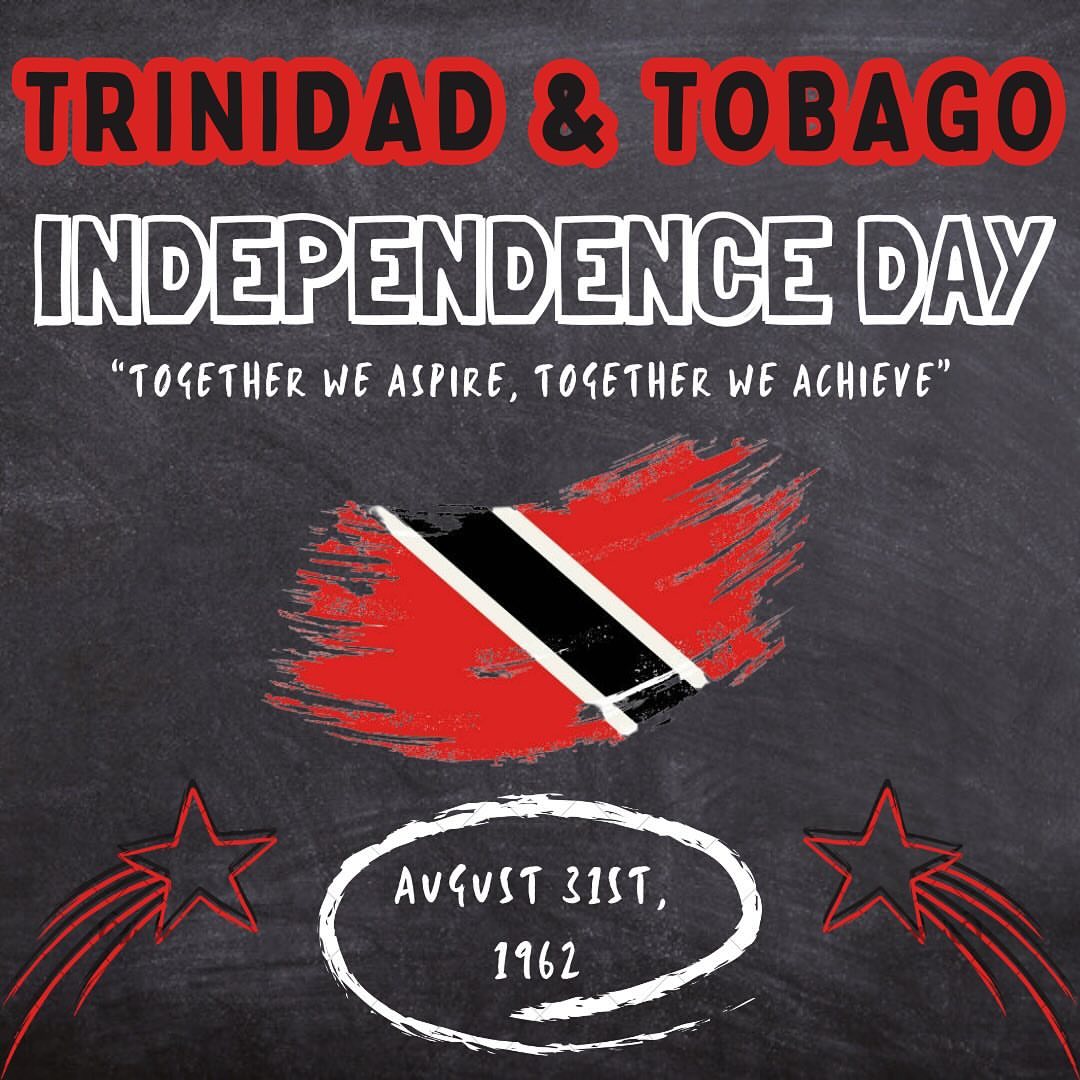 TRINIDAD & TOBAGO
INDEPENDENCE DAY
“TOGETHER WE ASPIRE, TOGETHER WE ACHIEVE”
AUGUST 31ST,
1962